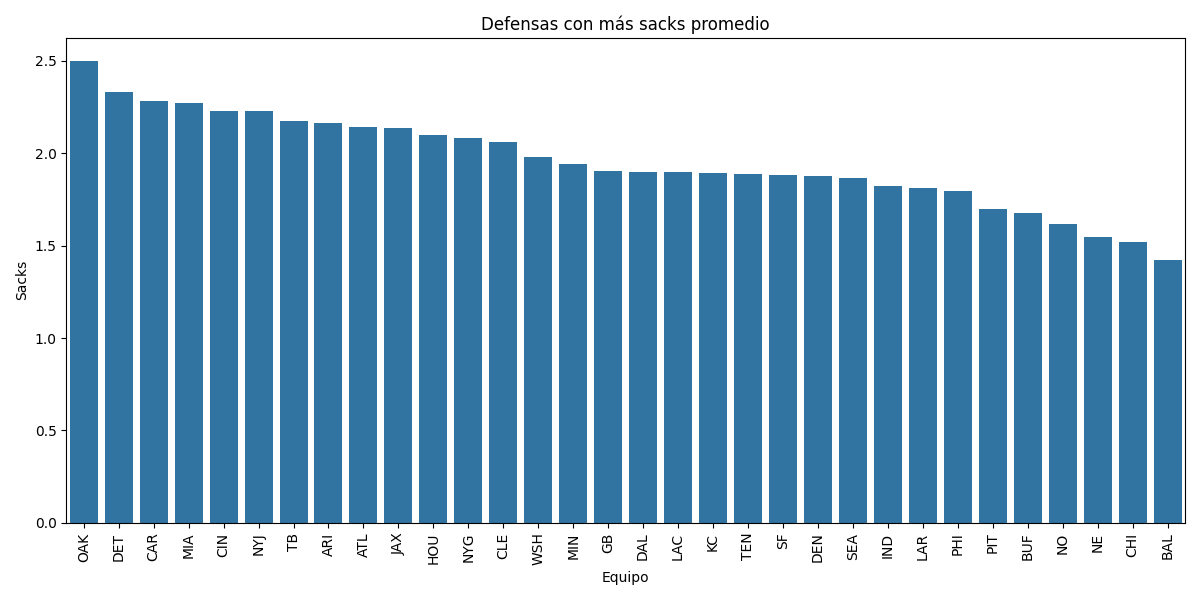 Defensas con más sacks promedio
Sacks
2.5
2.0
1.5
1.0
0.5
0.0
OAK
DET
CAR
MIA
CIN
NYJ
TB
ARI
ATL
JAX
HOU
NYG
CLE
WSH
MIN
GB
DAL
LAC
KC
TEN
SF
DEN
SEA
IND
LAR
PHI
PIT
BUF
NO
NE
CHI
BAL
Equipo